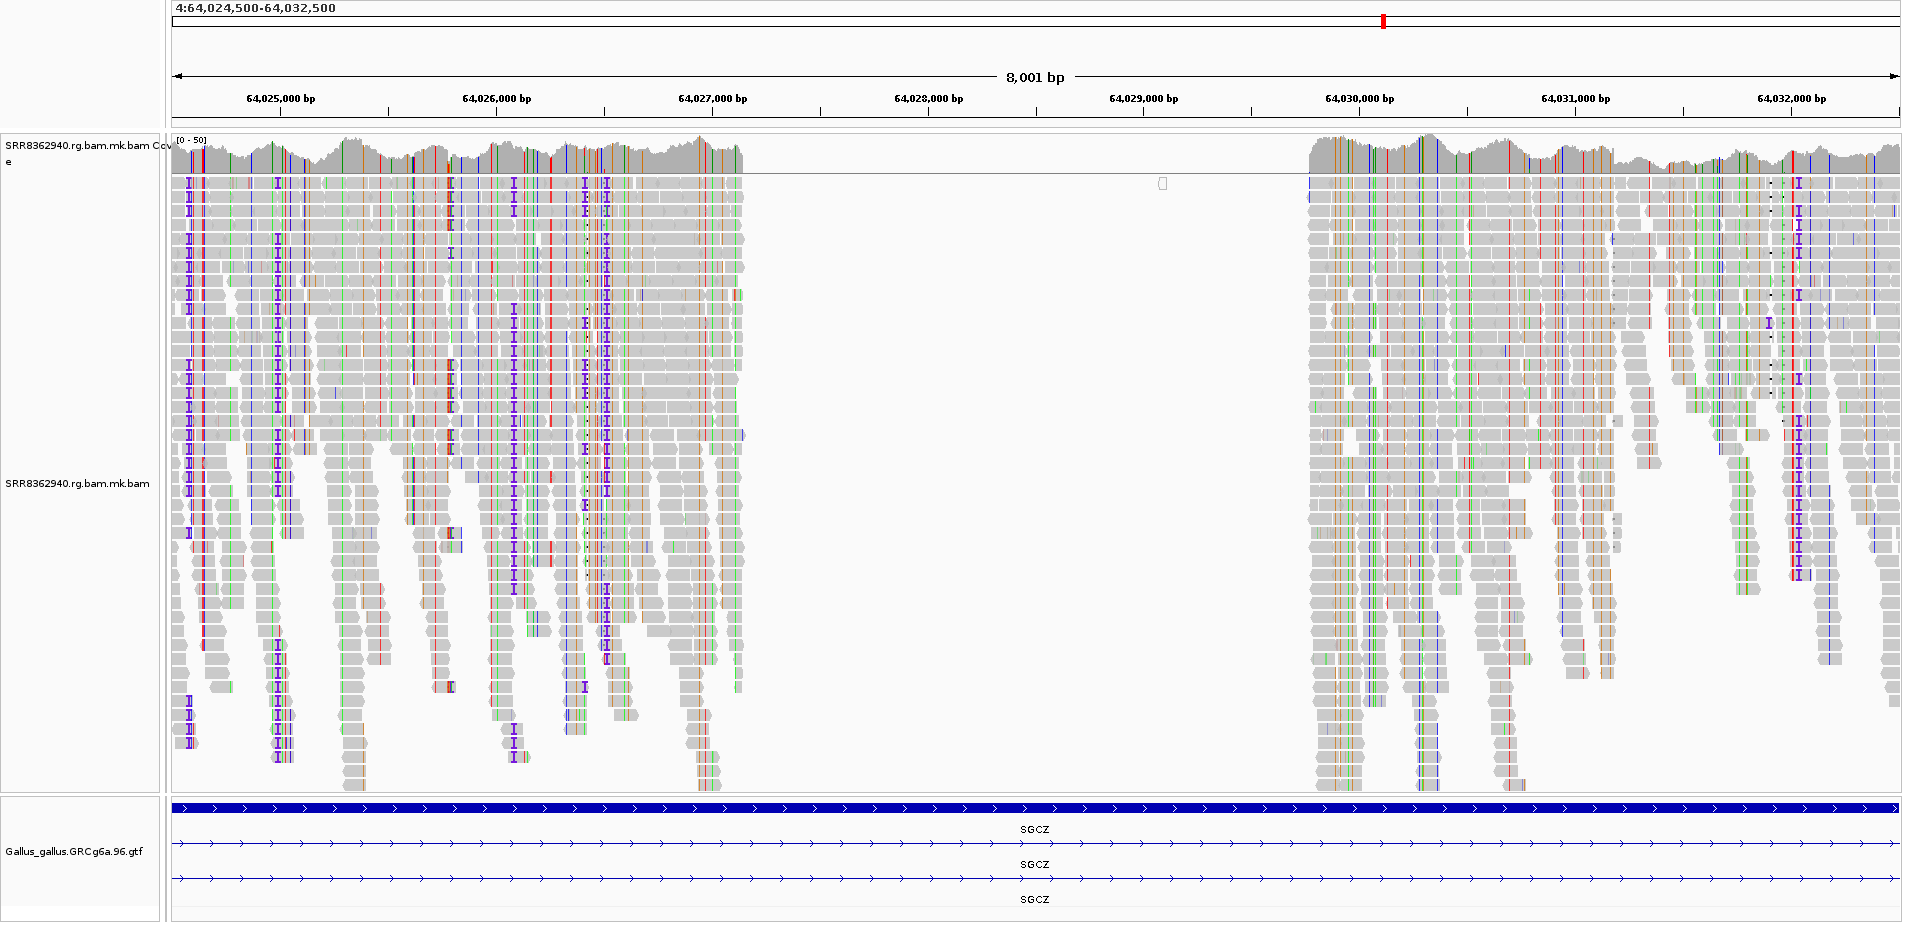 4:64,024,500-64,032,500
8,001 bp
64,025,000 bp 64,026,000 bp 64,027,000 bp 64,028,000 bp 64,029,000 bp 64,030,000 bp 64,031,000 bp 64,032,000 bp
SRR8362940.rg.bam.mk.bam Cov
e
[0 - 50]
SRR8362940.rg.bam.mk.bam
SGCZ
Gallus_gallus.GRCg6a.96.gtf
SGCZ
SGCZ